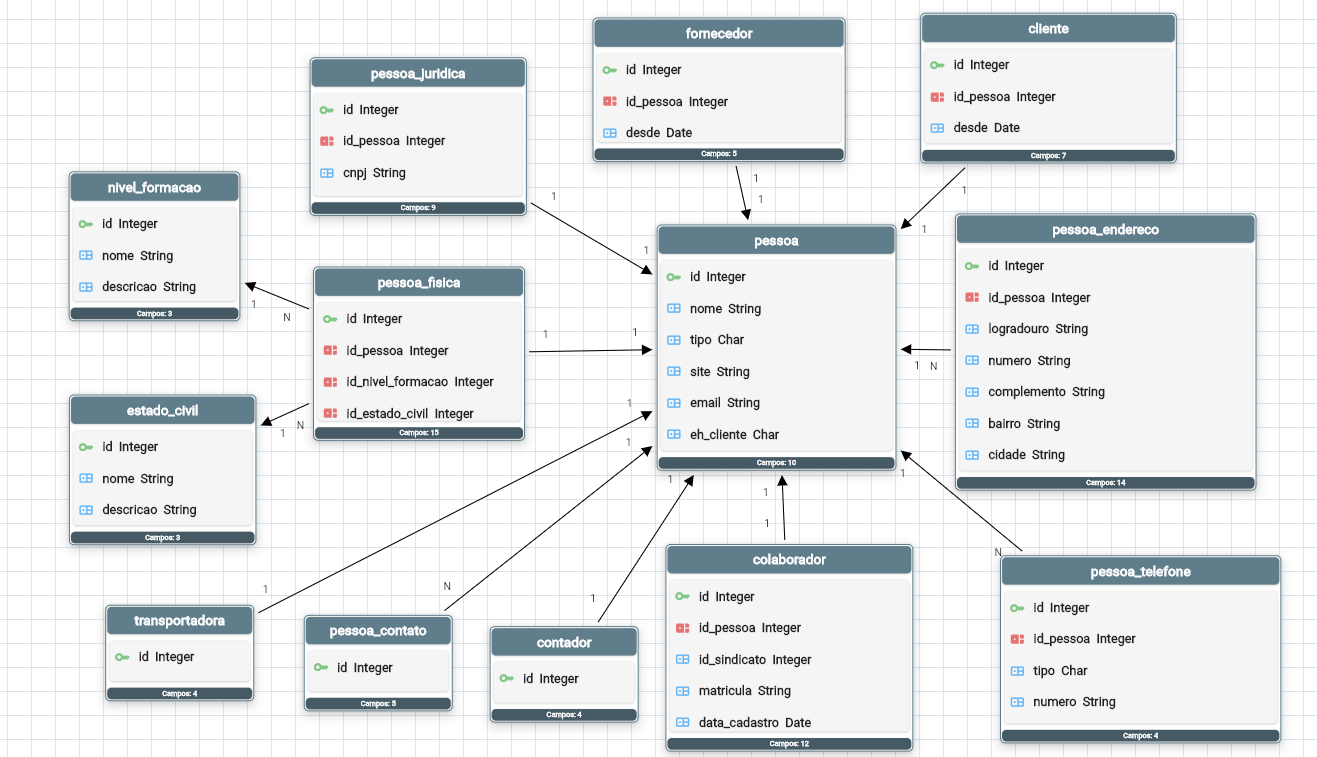 fornecedor
id Integer
id_pessoa Integer
desde Date
Campos: 5
cliente
id Integer
id_pessoa Integer
desde Date
Campos: 7
pessoa_juridica
id Integer
id_pessoa Integer
cnpj String
Campos: 9
nivel_formacao
id Integer
nome String
descricao String
Campos: 3
pessoa_fisica
id Integer
id_pessoa Integer
id_nivel_formacao Integer
id_estado_civil Integer
Campos: 15
pessoa
id Integer
nome String
tipo Char
site String
email String
eh_cliente Char
Campos: 10
pessoa_endereco
id Integer
id_pessoa Integer
logradouro String
numero String
complemento String
bairro String
cidade String
Campos: 14
estado_civil
id Integer
nome String
descricao String
Campos: 3
transportadora
id Integer
Campos: 4
pessoa_contato
id Integer
Campos: 5
contador
id Integer
Campos: 4
colaborador
id Integer
id_pessoa Integer
id_sindicato Integer
matricula String
data_cadastro Date
Campos: 12
pessoa_telefone
id Integer
id_pessoa Integer
tipo Char
numero String
Campos: 4
1
1
1
1
1
1
1
N
1
1
1
N
1
N
1
1
1
N
1
1
1
1
1
N